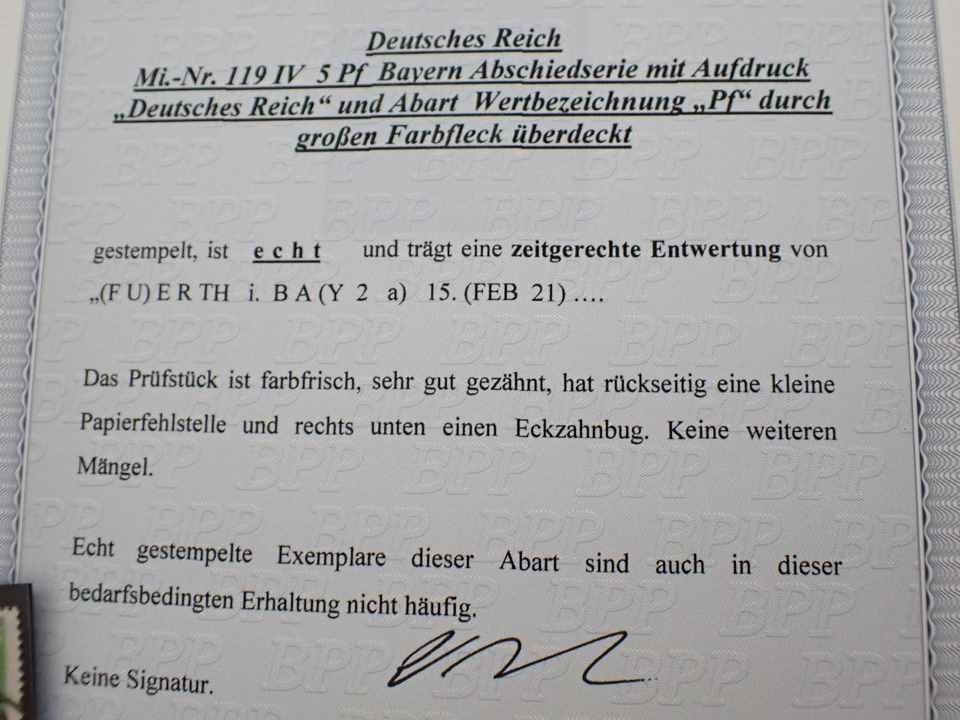 Deutsches Reich
Mi.-Nr. 119 IV 5 Pf Bayern Abschiedserie mit Aufdruck
„Deutsches Reich“ und Abart Wertbezeichnung „Pf“ durch
großen Farbfleck überdeckt
gestempelt, ist e c h t und trägt eine zeitgerechte Entwertung von
„(F U) E R TH i. B A (Y 2 a) 15. (FEB 21) ….
Das Prüfstück ist farbfrisch, sehr gut gezähnt, hat rückseitig eine kleine
Papierfehlstelle und rechts unten einen Eckzahnbug. Keine weiteren
Mängel.
Echt gestempelte Exemplare dieser Abart sind auch in dieser
bedarfsbedingten Erhaltung nicht häufig.
Keine Signatur.